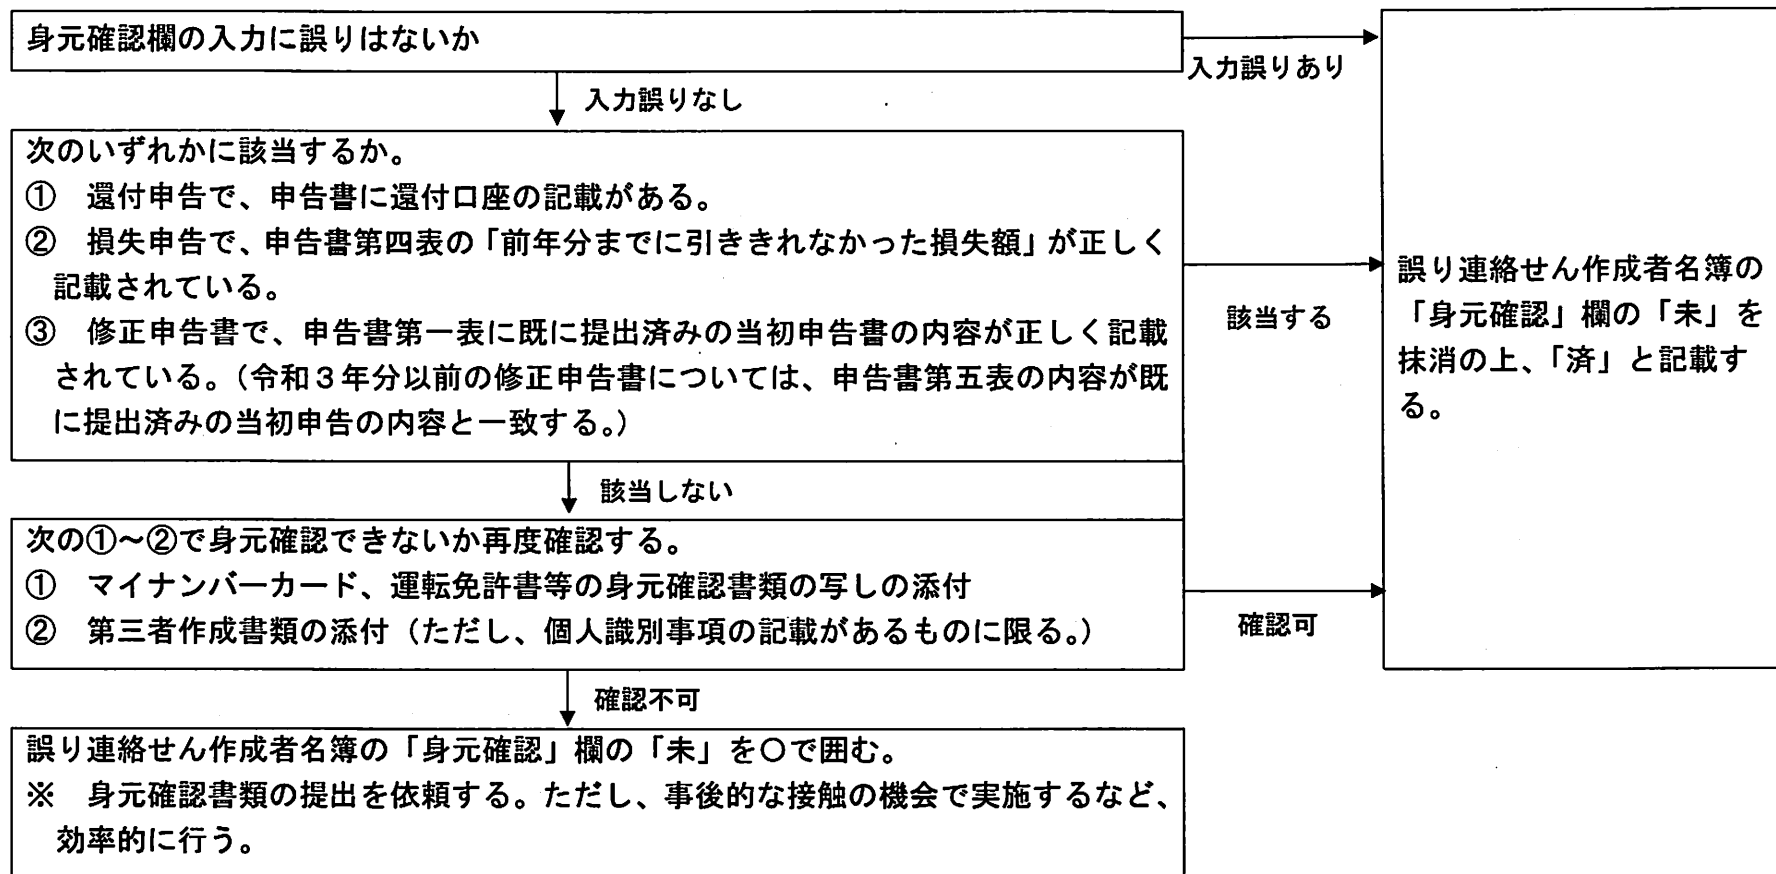 身元確認欄の入力に誤りはないか
入力誤りあり
入力誤りなし
次のいずれかに該当するか。
① 還付申告で、申告書に還付口座の記載がある。
② 損失申告で、申告書第四表の「前年分までに引ききれなかった損失額」が正しく
記載されている。
③ 修正申告書で、申告書第一表に既に提出済みの当初申告書の内容が正しく記載
されている。(令和3年分以前の修正申告書については、申告書第五表の内容が既
に提出済みの当初申告の内容と一致する。)
該当する
該当しない
次の①~②で身元確認できないか再度確認する。
① マイナンバーカード、運転免許書等の身元確認書類の写しの添付
② 第三者作成書類の添付(ただし、個人識別事項の記載があるものに限る。)
確認可
確認不可
誤り連絡せん作成者名簿の「身元確認」欄の「未」を○で囲む。
※ 身元確認書類の提出を依頼する。ただし、事後的な接触の機会で実施するなど、
効率的に行う。
誤り連絡せん作成者名簿の
「身元確認」欄の「未」を
抹消の上、「済」と記載す
る。